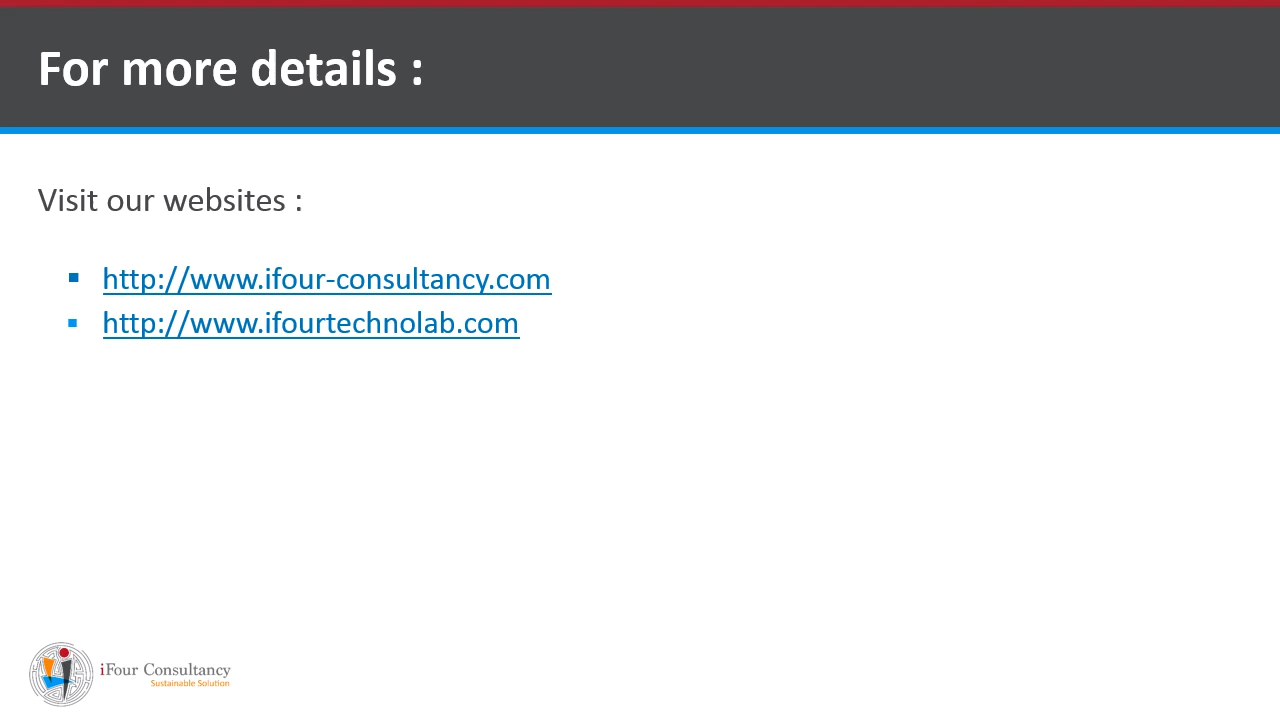 For more details :
Visit our websites :
http://www.ifour-consultancy.com
http://www.ifourtechnolab.com
iFour Consultancy
Sustainable Solution